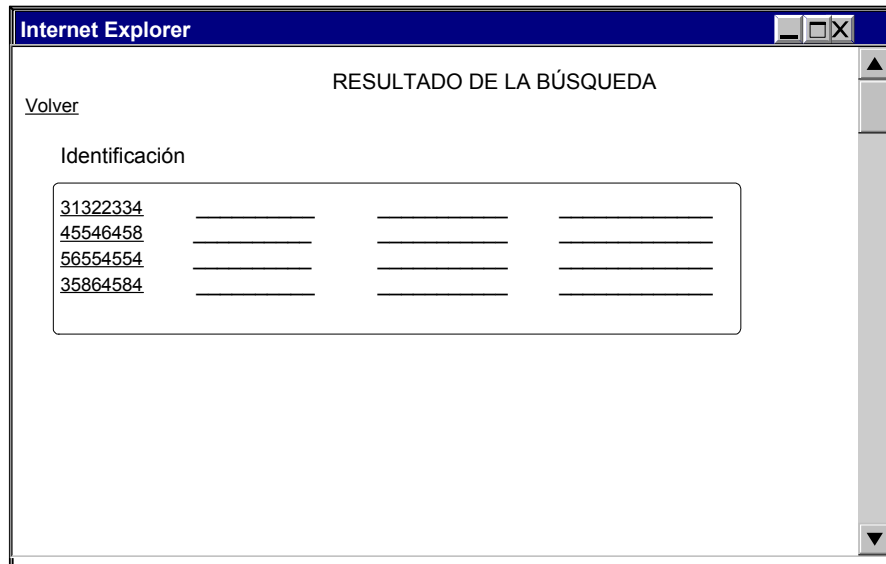 Internet Explorer
RESULTADO DE LA BÚSQUEDA
Volver
Identificación
31322334
45546458
56554554
35864584